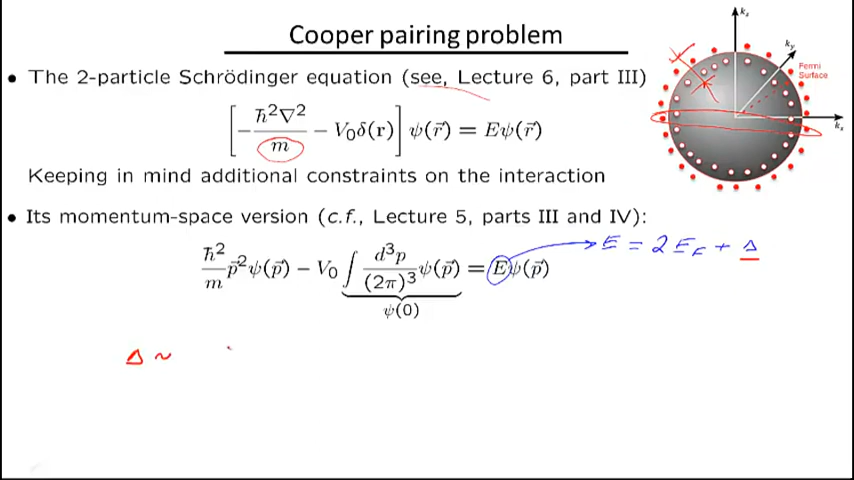 Cooper pairing problem
• The 2-particle Schrödinger equation (see, Lecture 6, part III)
[-ℏ²∇²/m - V₀δ(r)] ψ(r⃗) = Eψ(r⃗)
Keeping in mind additional constraints on the interaction
• Its momentum-space version (c.f., Lecture 5, parts III and IV):
ℏ²/m p⃗²ψ(p⃗) - V₀ ∫ d³p/(2π)³ ψ(p⃗) = Eψ(p⃗)
ψ(0)
E = 2E_F + Δ
Δ ~
k_z
k_y
Fermi
Surface
k_x